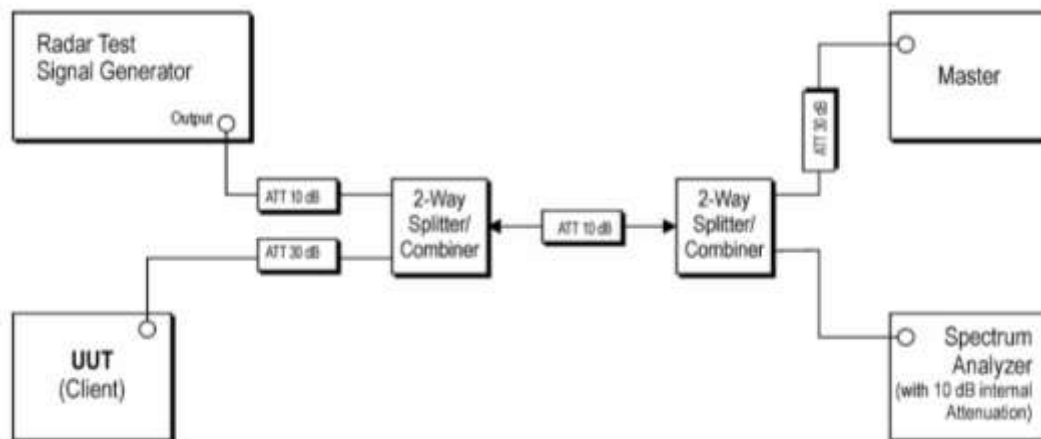 Radar Test
Signal Generator
Output
ATT 10 dB
ATT 30 dB
2-Way
Splitter/
Combiner
ATT 10 dB
2-Way
Splitter/
Combiner
ATT 30 dB
Master
UUT
(Client)
Spectrum
Analyzer
(with 10 dB internal
Attenuation)